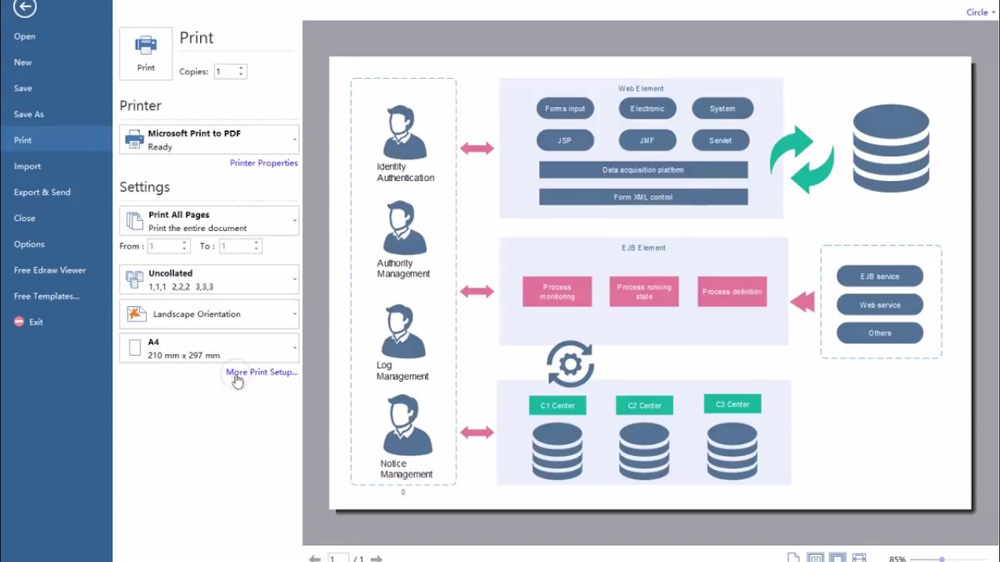 Circle
Open
New
Save
Save As
Print
Import
Export & Send
Close
Options
Free Edraw Viewer
Free Templates...
Exit
Print
Print
Copies: 1
Printer
Microsoft Print to PDF
Ready
Printer Properties
Settings
Print All Pages
Print the entire document
From : 1 To : 1
Uncollated
1,1,1 2,2,2 3,3,3
Landscape Orientation
A4
210 mm x 297 mm
More Print Setup...
Identity
Authentication
Authority
Management
Log
Management
Notice
Management
0
Web Element
Forms input
Electronic
System
JSP
JMF
Servlet
Data acquisition platform
Form XML control
EJB Element
Process
monitoring
Process running
state
Process definition
EJB service
Web service
Others
C1 Center
C2 Center
C3 Center
1 / 1
85%